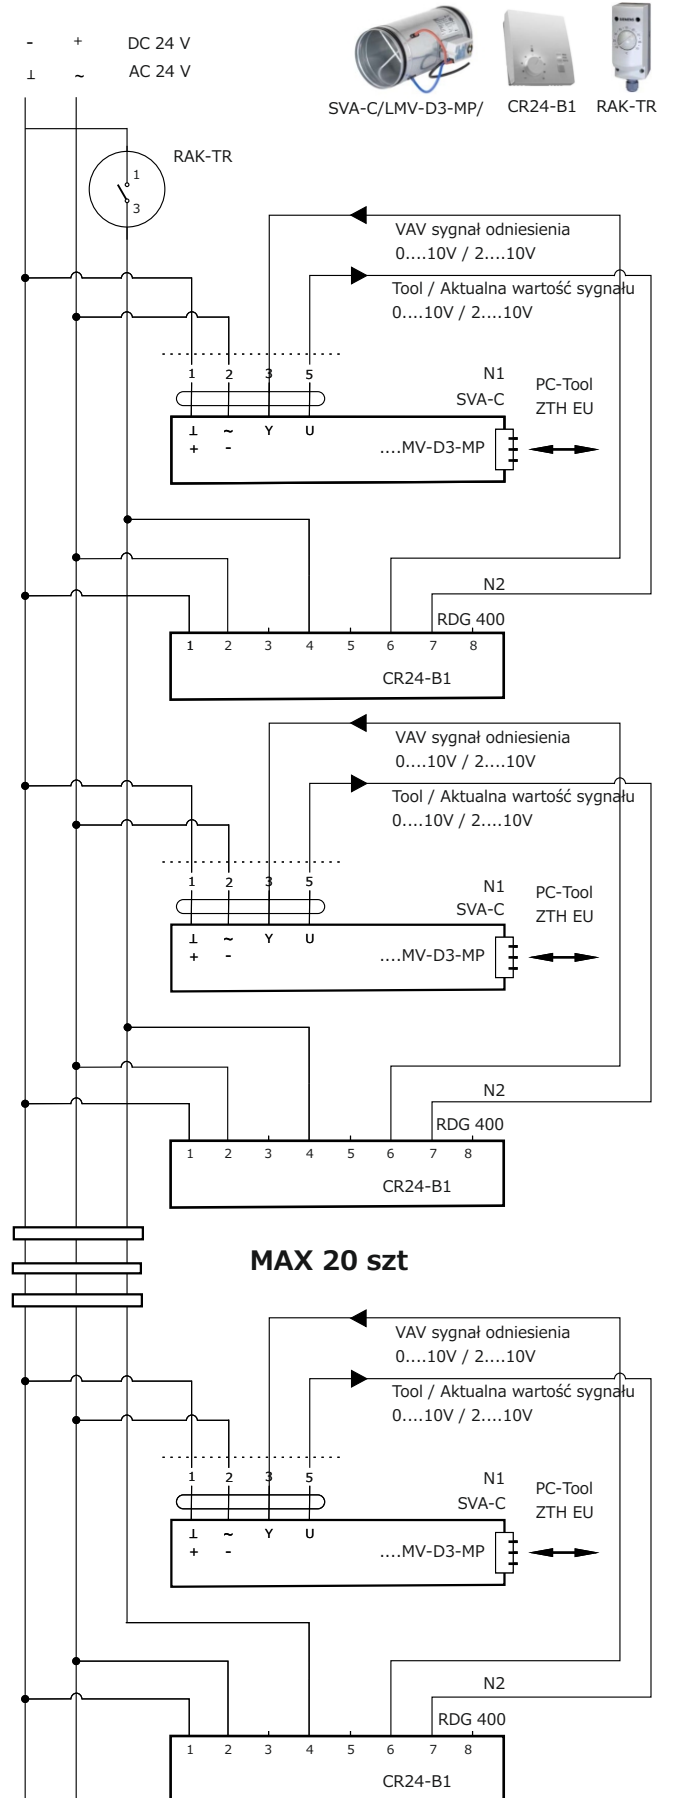 - + DC 24 V
⊥ ~ AC 24 V
SVA-C/LMV-D3-MP/ CR24-B1 RAK-TR
RAK-TR
1
3
VAV sygnał odniesienia
0....10V / 2....10V
Tool / Aktualna wartość sygnału
0....10V / 2....10V
1 2 3 5
N1
SVA-C
PC-Tool
ZTH EU
⊥ ~ Y U
+ -
....MV-D3-MP
N2
RDG 400
1 2 3 4 5 6 7 8
CR24-B1
VAV sygnał odniesienia
0....10V / 2....10V
Tool / Aktualna wartość sygnału
0....10V / 2....10V
1 2 3 5
N1
SVA-C
PC-Tool
ZTH EU
⊥ ~ Y U
+ -
....MV-D3-MP
N2
RDG 400
1 2 3 4 5 6 7 8
CR24-B1
MAX 20 szt
VAV sygnał odniesienia
0....10V / 2....10V
Tool / Aktualna wartość sygnału
0....10V / 2....10V
1 2 3 5
N1
SVA-C
PC-Tool
ZTH EU
⊥ ~ Y U
+ -
....MV-D3-MP
N2
RDG 400
1 2 3 4 5 6 7 8
CR24-B1